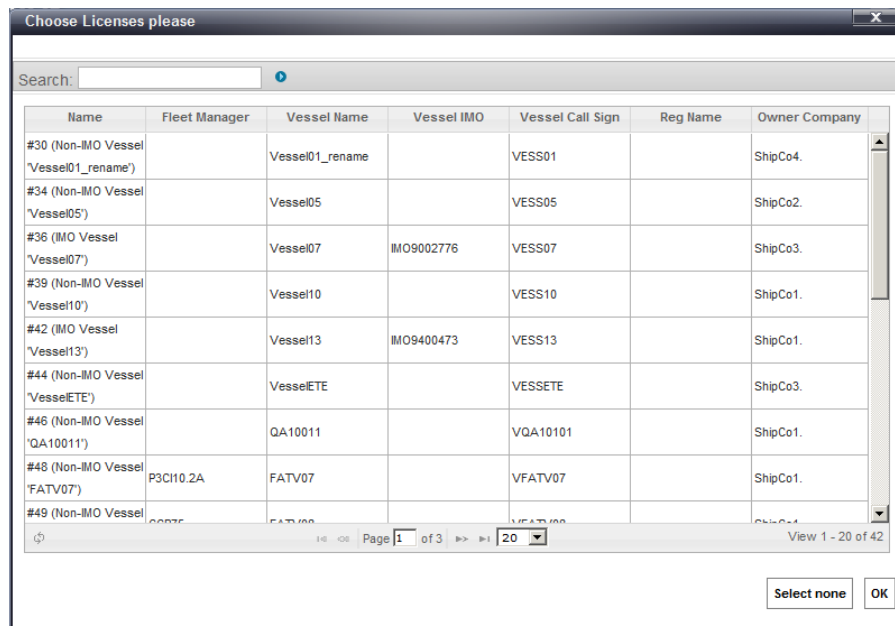 Choose Licenses please
X
Search:
Name Fleet Manager Vessel Name Vessel IMO Vessel Call Sign Reg Name Owner Company
#30 (Non-IMO Vessel
'Vessel01_rename') Vessel01_rename VESS01 ShipCo4.
#34 (Non-IMO Vessel
'Vessel05') Vessel05 VESS05 ShipCo2.
#36 (IMO Vessel
'Vessel07') Vessel07 IMO9002776 VESS07 ShipCo3.
#39 (Non-IMO Vessel
'Vessel10') Vessel10 VESS10 ShipCo1.
#42 (IMO Vessel
'Vessel13') Vessel13 IMO9400473 VESS13 ShipCo1.
#44 (Non-IMO Vessel
'VesselETE') VesselETE VESSETE ShipCo3.
#46 (Non-IMO Vessel
'QA10011') QA10011 VQA10101 ShipCo1.
#48 (Non-IMO Vessel
'FATV07') P3CI10.2A FATV07 VFATV07 ShipCo1.
#49 (Non-IMO Vessel
Page 1 of 3 20 View 1 - 20 of 42
Select none OK